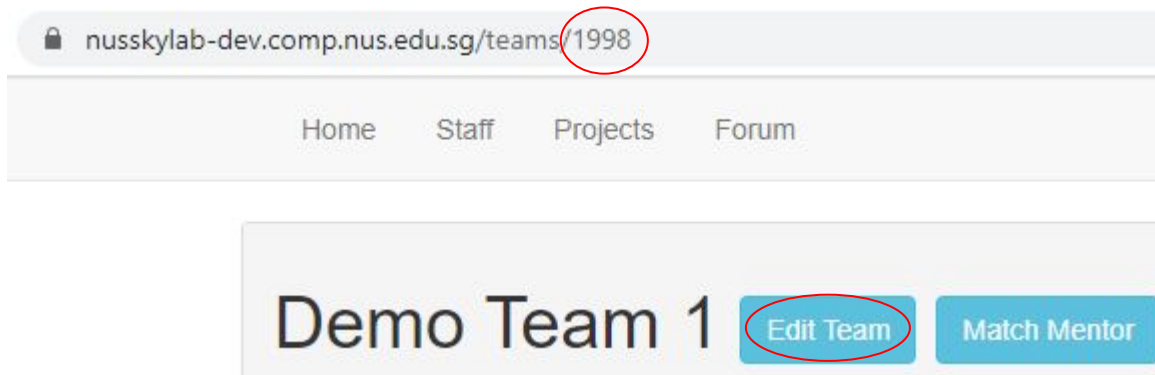 nusskylab-dev.comp.nus.edu.sg/teams/1998
Home Staff Projects Forum
Demo Team 1 Edit Team Match Mentor